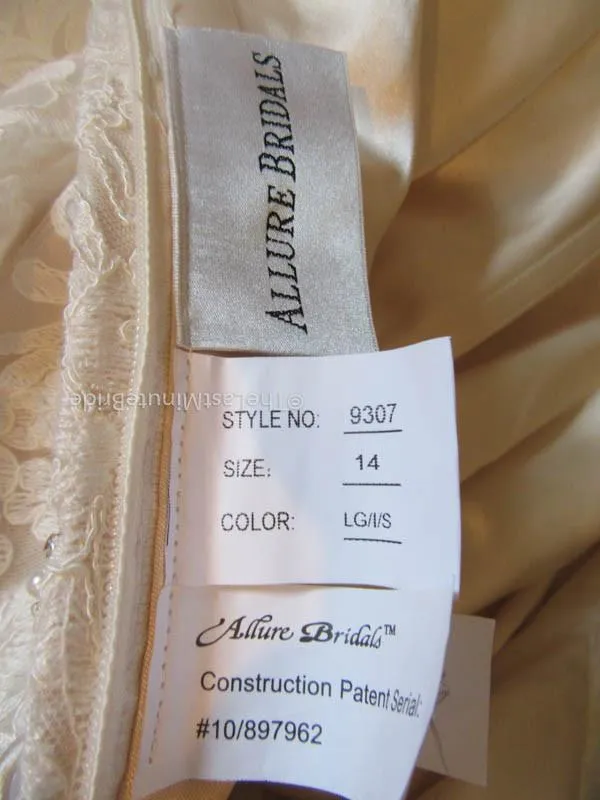 ALLURE BRIDALS
©TheLastMinuteBride
STYLE NO: 9307
SIZE: 14
COLOR: LG/I/S
Allure Bridals™
Construction Patent Serial:
#10/897962